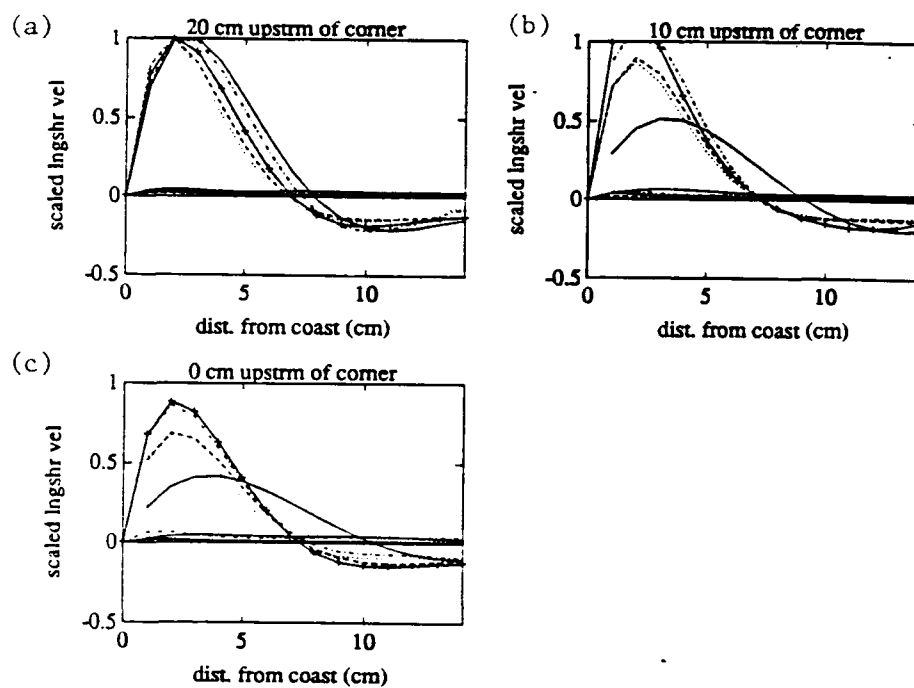 (a)
20 cm upstrm of corner
1
0.5
0
-0.5
scaled lngshr vel
0
5
10
dist. from coast (cm)
(b)
10 cm upstrm of corner
1
0.5
0
-0.5
scaled lngshr vel
0
5
10
dist. from coast (cm)
(c)
0 cm upstrm of corner
1
0.5
0
-0.5
scaled lngshr vel
0
5
10
dist. from coast (cm)